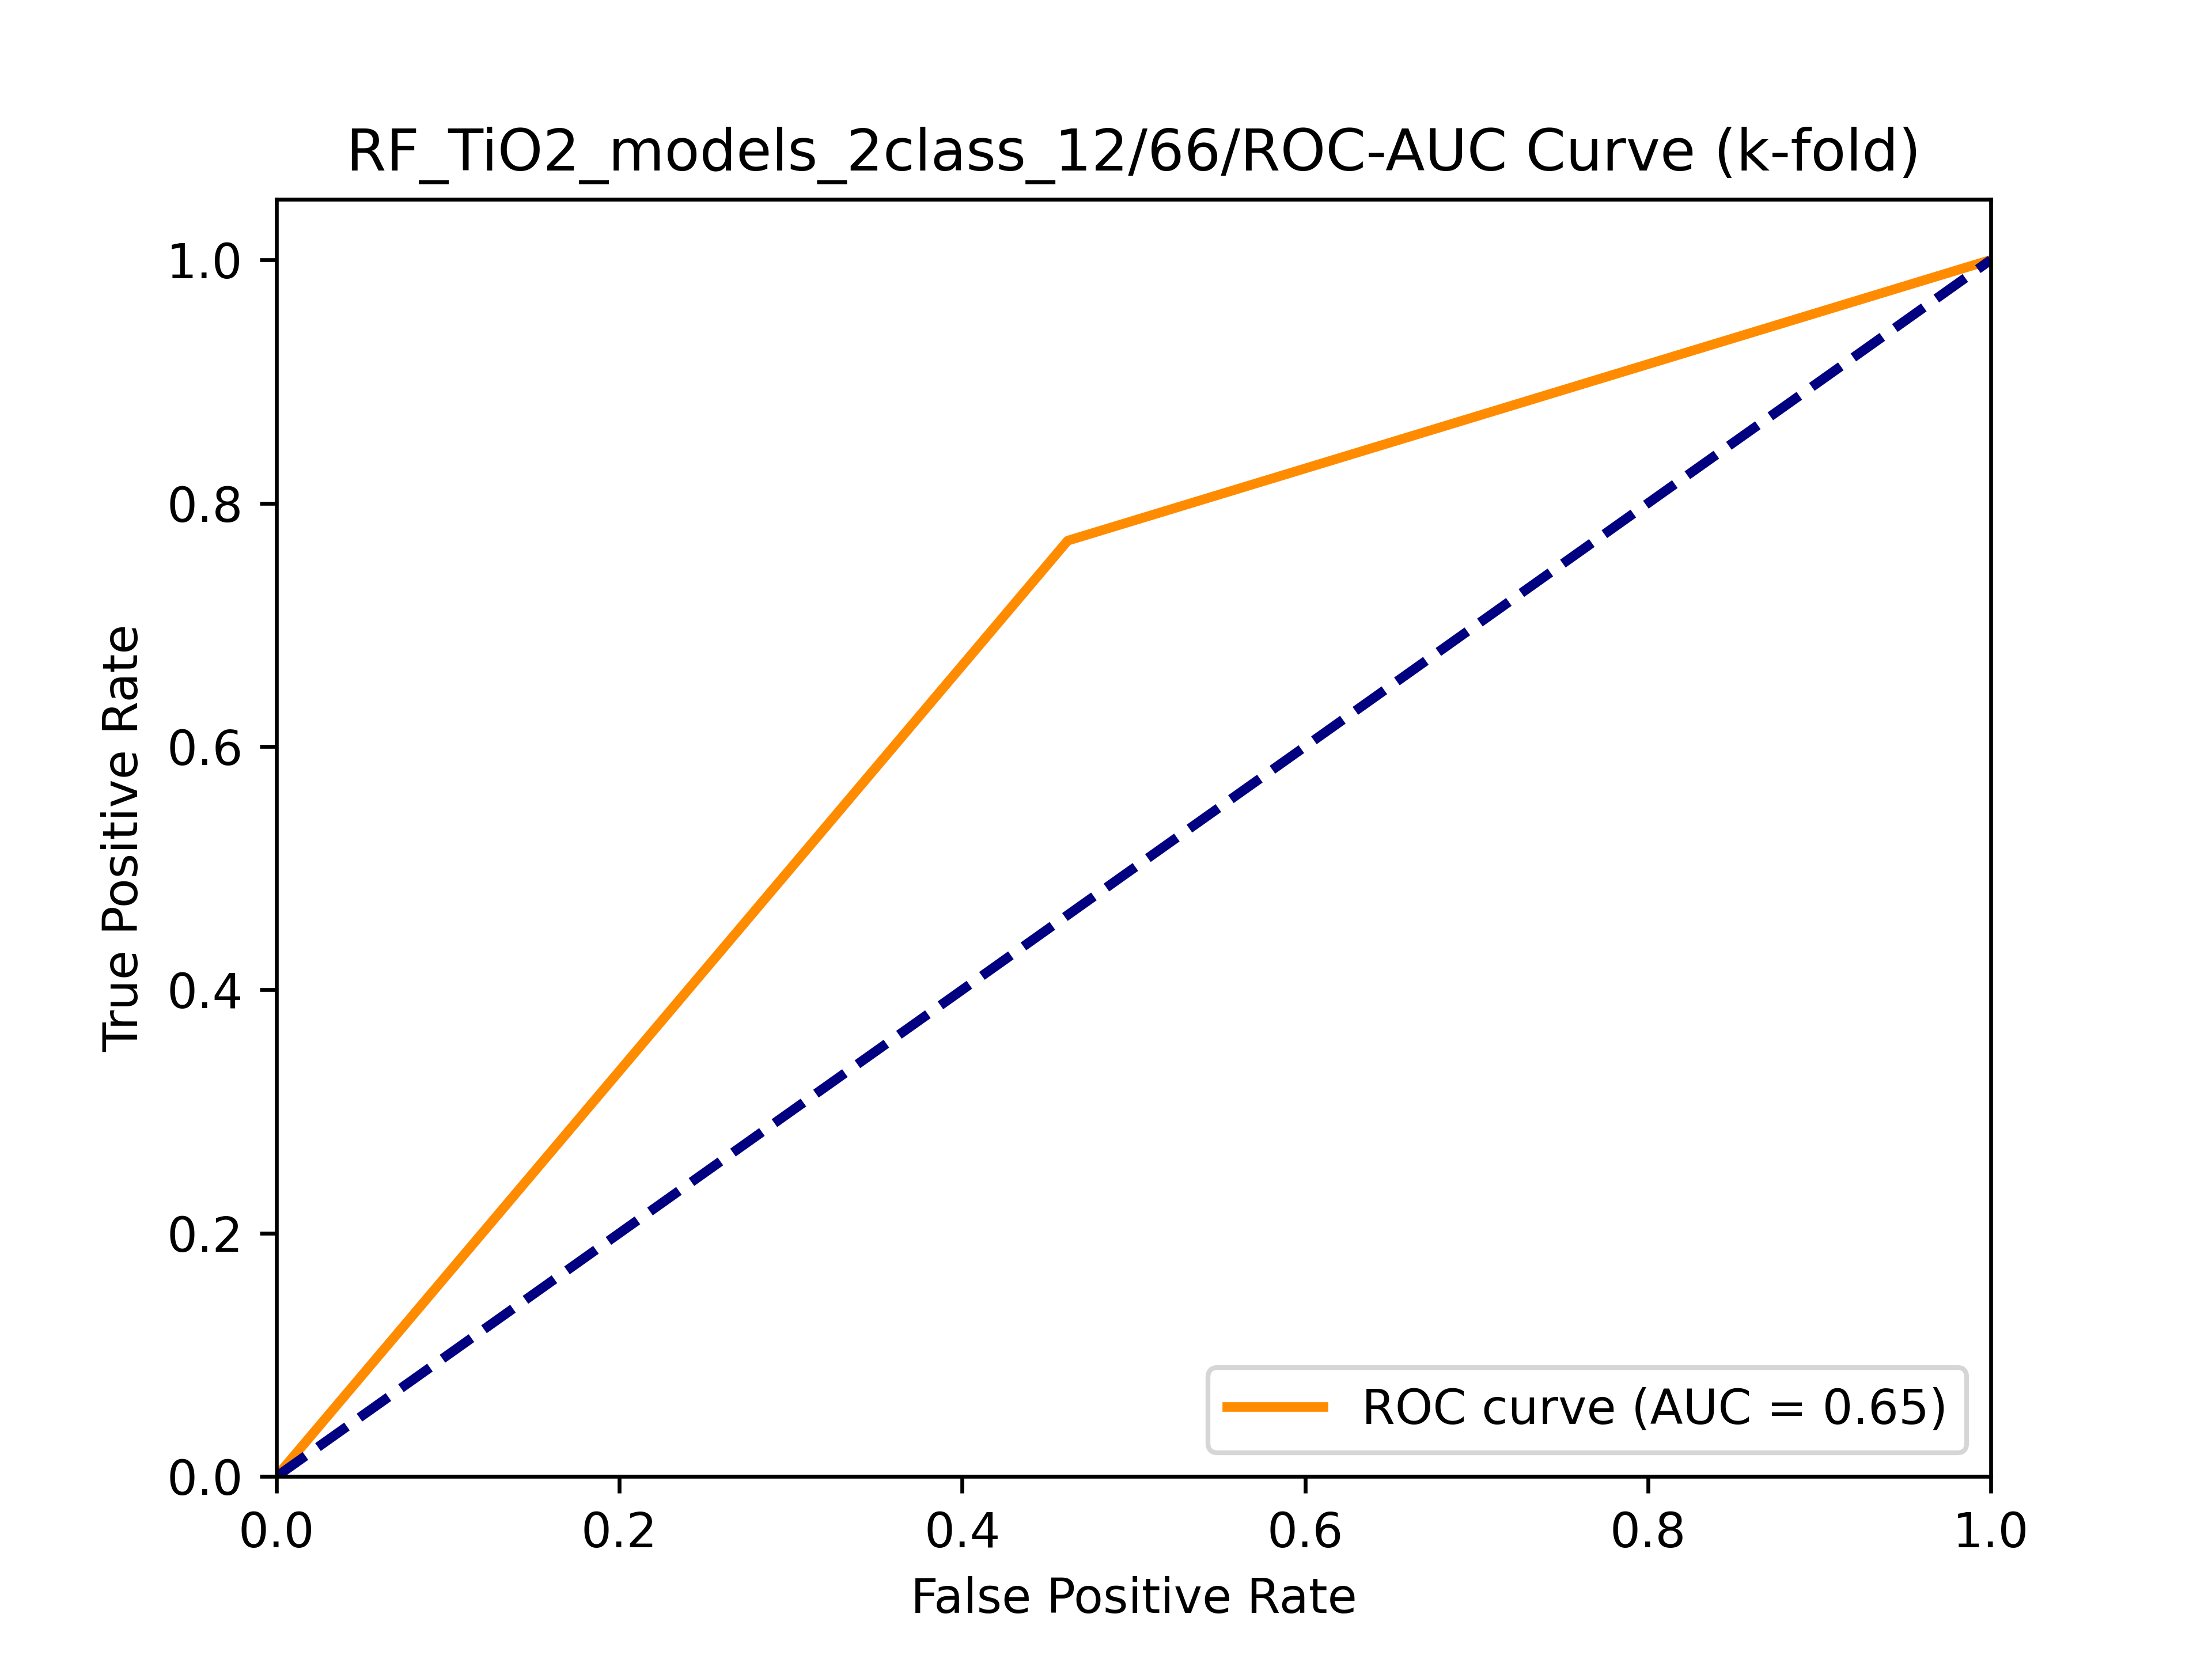 RF_TiO2_models_2class_12/66/ROC-AUC Curve (k-fold)
True Positive Rate
1.0
0.8
0.6
0.4
0.2
0.0
ROC curve (AUC = 0.65)
0.0 0.2 0.4 0.6 0.8 1.0
False Positive Rate